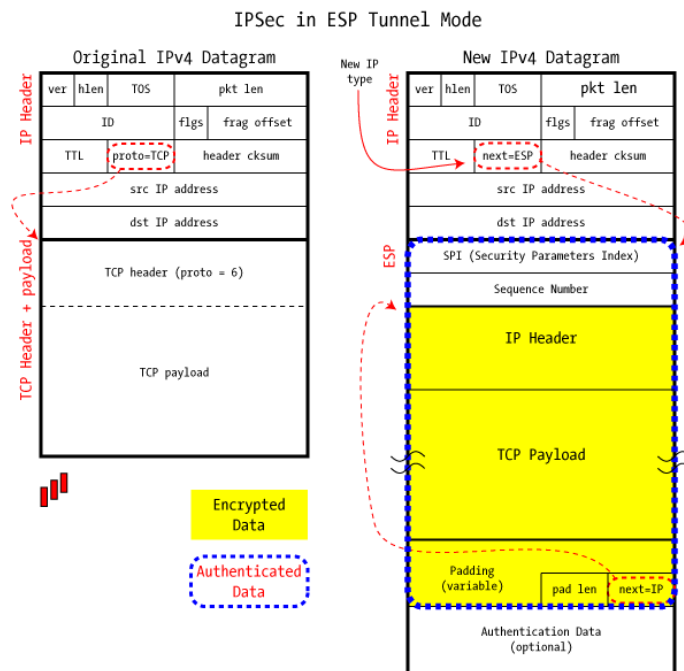 IPSec in ESP Tunnel Mode
Original IPv4 Datagram
IP Header
ver hlen TOS pkt len
ID flgs frag offset
TTL proto=TCP header cksum
src IP address
dst IP address
TCP Header + payload
TCP header (proto = 6)
TCP payload
Encrypted
Data
Authenticated
Data
New IPv4 Datagram
New IP
type
IP Header
ver hlen TOS pkt len
ID flgs frag offset
TTL next=ESP header cksum
src IP address
dst IP address
ESP
SPI (Security Parameters Index)
Sequence Number
IP Header
TCP Payload
Padding
(variable)
pad len next=IP
Authentication Data
(optional)